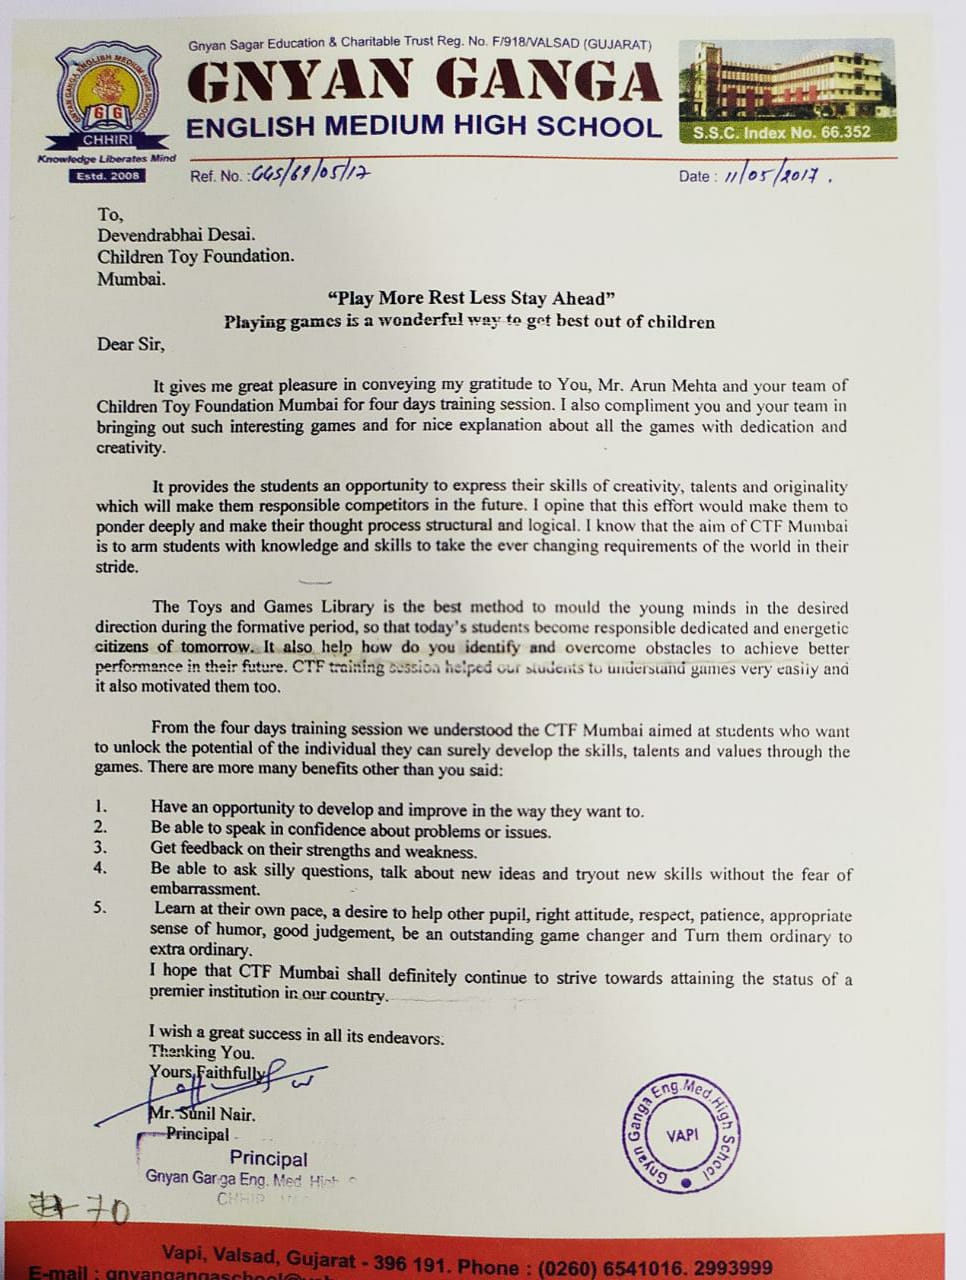 Gnyan Sagar Education & Charitable Trust Reg. No. F/918/VALSAD (GUJARAT)
GNYAN GANGA
ENGLISH MEDIUM HIGH SCHOOL
GNYAN GANGA ENGLISH MEDIUM HIGH SCHOOL
G G
CHHIRI
Knowledge Liberates Mind
Estd. 2008
S.S.C. Index No. 66.352
Ref. No. : GGS/69/05/17
Date : 11/05/2017 .
To,
Devendrabhai Desai.
Children Toy Foundation.
Mumbai.
“Play More Rest Less Stay Ahead”
Playing games is a wonderful way to get best out of children
Dear Sir,
It gives me great pleasure in conveying my gratitude to You, Mr. Arun Mehta and your team of
Children Toy Foundation Mumbai for four days training session. I also compliment you and your team in
bringing out such interesting games and for nice explanation about all the games with dedication and
creativity.
It provides the students an opportunity to express their skills of creativity, talents and originality
which will make them responsible competitors in the future. I opine that this effort would make them to
ponder deeply and make their thought process structural and logical. I know that the aim of CTF Mumbai
is to arm students with knowledge and skills to take the ever changing requirements of the world in their
stride.
The Toys and Games Library is the best method to mould the young minds in the desired
direction during the formative period, so that today’s students become responsible dedicated and energetic
citizens of tomorrow. It also help how do you identify and overcome obstacles to achieve better
performance in their future. CTF training session helped our students to understand games very easily and
it also motivated them too.
From the four days training session we understood the CTF Mumbai aimed at students who want
to unlock the potential of the individual they can surely develop the skills, talents and values through the
games. There are more many benefits other than you said:
1. Have an opportunity to develop and improve in the way they want to.
2. Be able to speak in confidence about problems or issues.
3. Get feedback on their strengths and weakness.
4. Be able to ask silly questions, talk about new ideas and tryout new skills without the fear of
embarrassment.
5. Learn at their own pace, a desire to help other pupil, right attitude, respect, patience, appropriate
sense of humor, good judgement, be an outstanding game changer and Turn them ordinary to
extra ordinary.
I hope that CTF Mumbai shall definitely continue to strive towards attaining the status of a
premier institution in our country.
I wish a great success in all its endeavors.
Thanking You.
Yours Faithfully
Mr. Sunil Nair.
Principal
Principal
Gnyan Ganga Eng. Med. High
Gnyan Ganga Eng. Med. High School
VAPI
70
Vapi, Valsad, Gujarat - 396 191. Phone : (0260) 6541016. 2993999
E-mail :